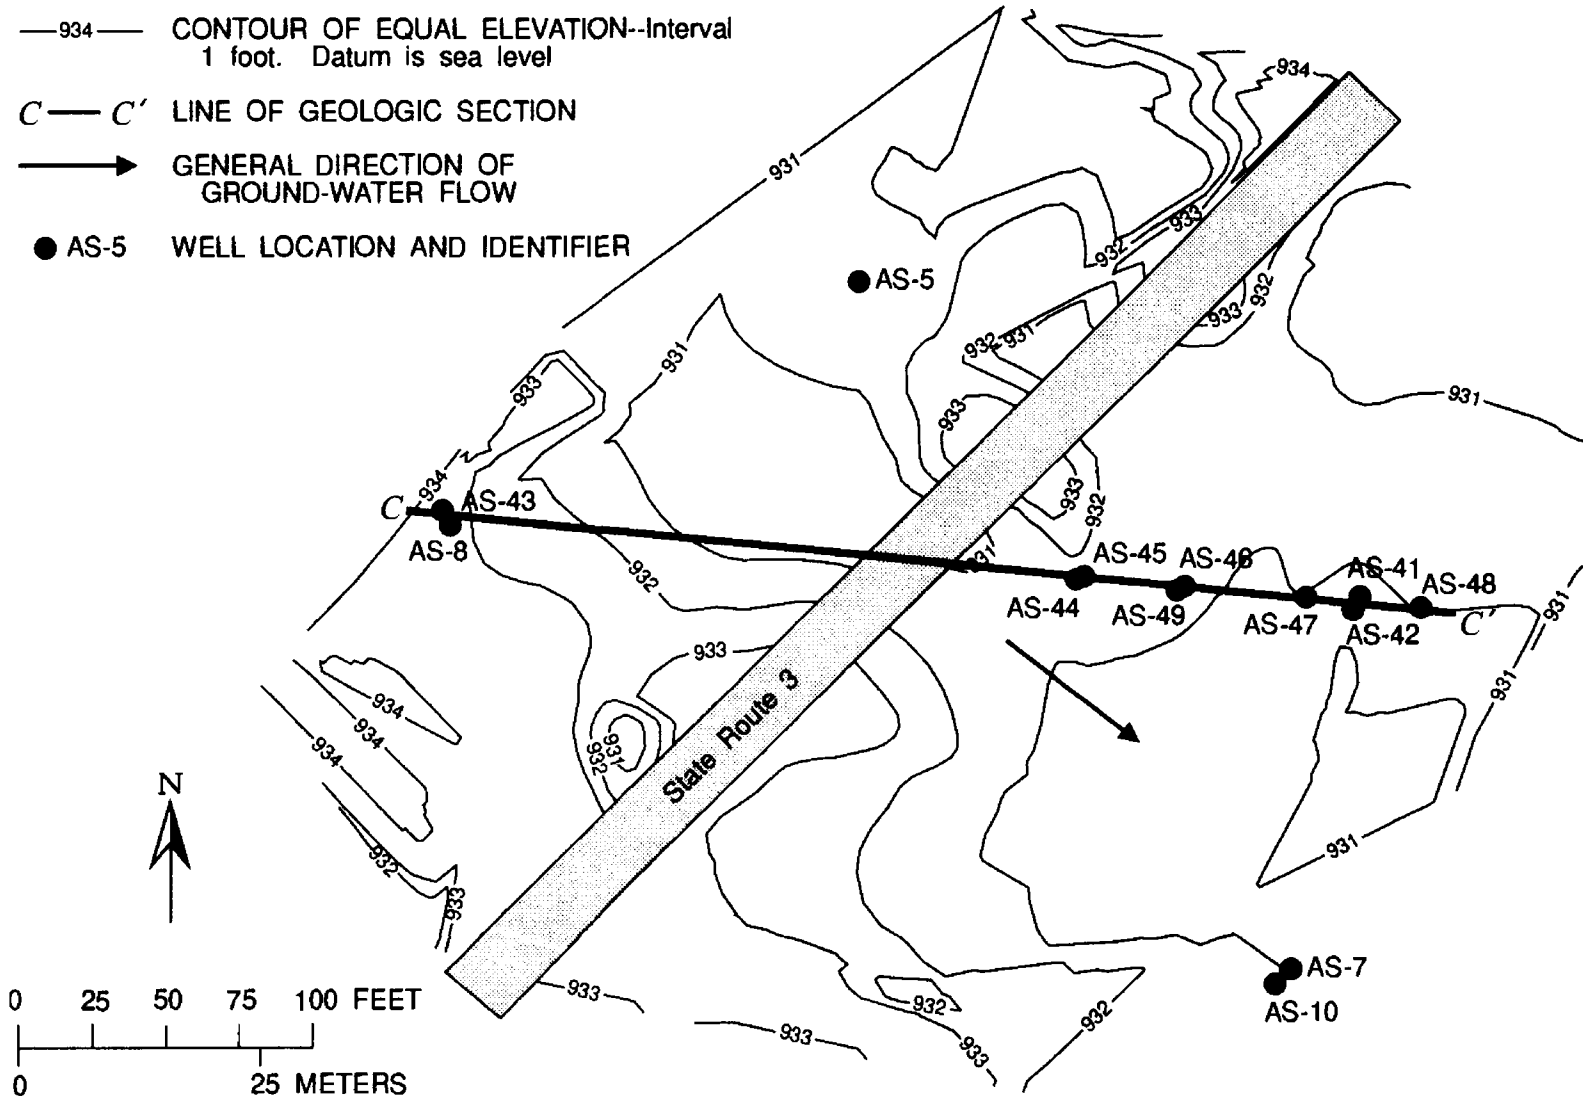 —934— CONTOUR OF EQUAL ELEVATION--Interval
1 foot. Datum is sea level
C — C' LINE OF GEOLOGIC SECTION
GENERAL DIRECTION OF
GROUND-WATER FLOW
AS-5 WELL LOCATION AND IDENTIFIER
934
931
933
932
AS-5
932
933
932
931
931
933
931
933
934
C
AS-43
AS-8
933
932
931
AS-45
AS-46
AS-41
AS-48
932
AS-44
AS-49
AS-47
AS-42
C'
931
933
931
State Route 3
934
934
934
931
932
N
931
932
933
AS-7
AS-10
933
932
932
933
933
0 25 50 75 100 FEET
0 25 METERS